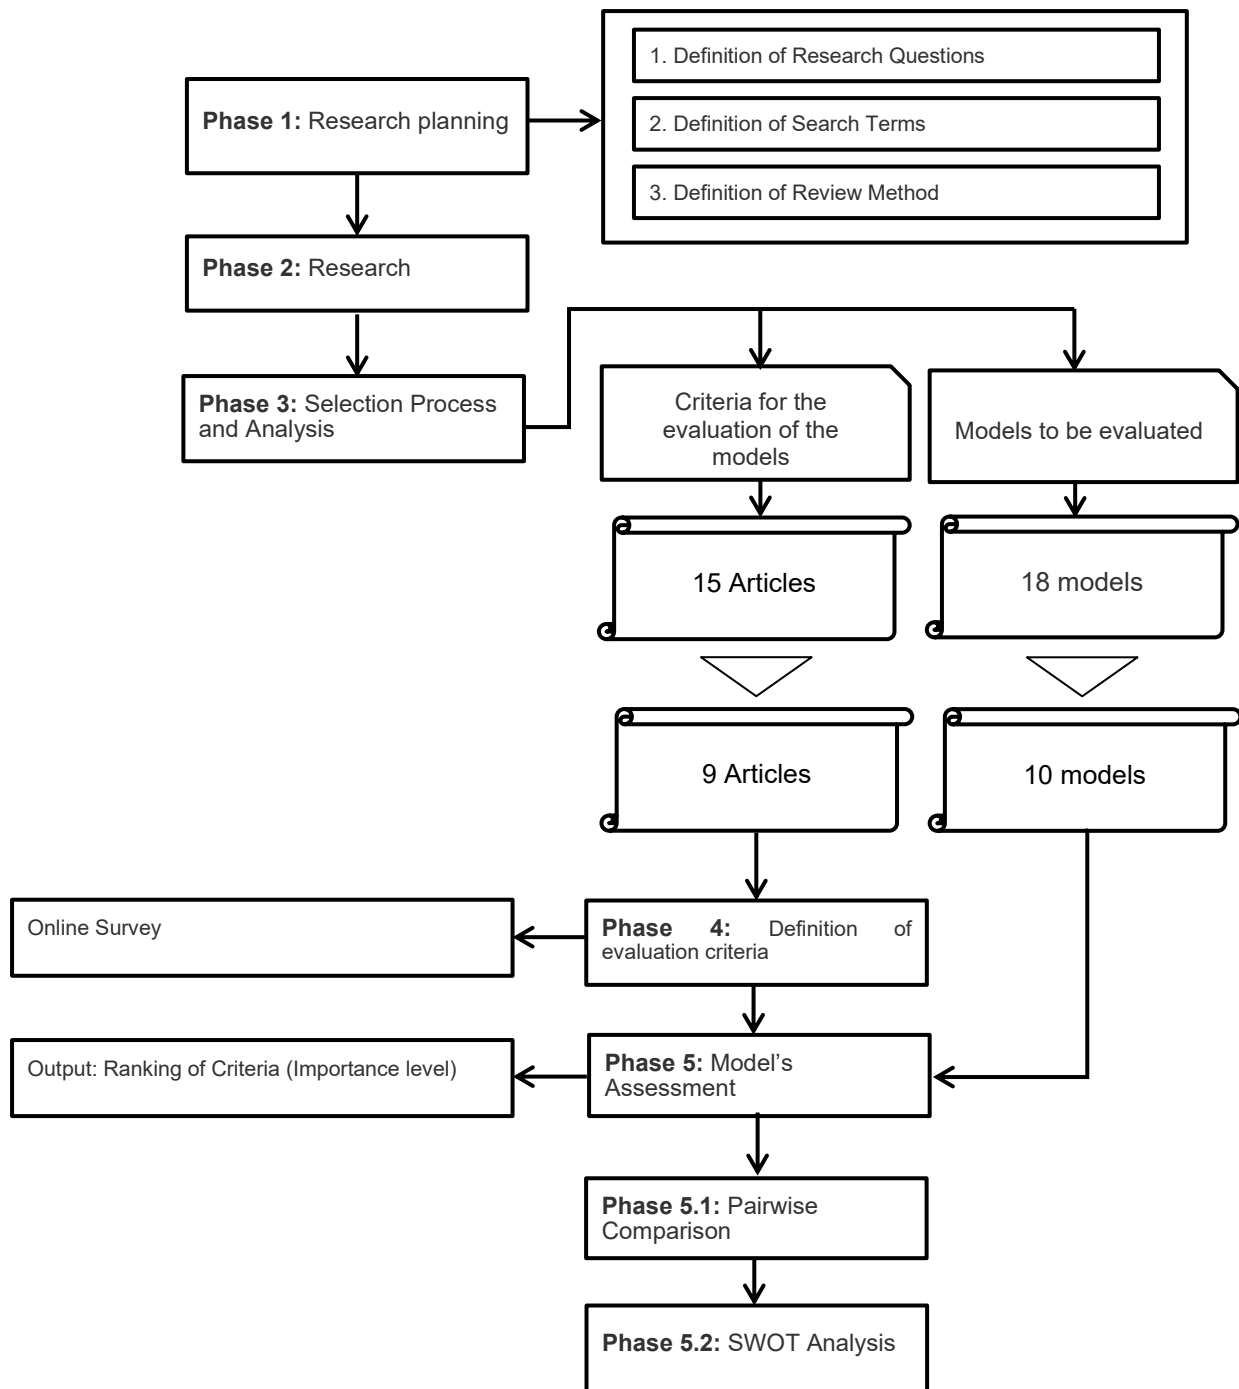 1. Definition of Research Questions
Phase 1: Research planning
2. Definition of Search Terms
3. Definition of Review Method
Phase 2: Research
Phase 3: Selection Process
and Analysis
Criteria for the
evaluation of the
models
Models to be evaluated
15 Articles
18 models
9 Articles
10 models
Online Survey
Phase 4: Definition of
evaluation criteria
Output: Ranking of Criteria (Importance level)
Phase 5: Model’s
Assessment
Phase 5.1: Pairwise
Comparison
Phase 5.2: SWOT Analysis